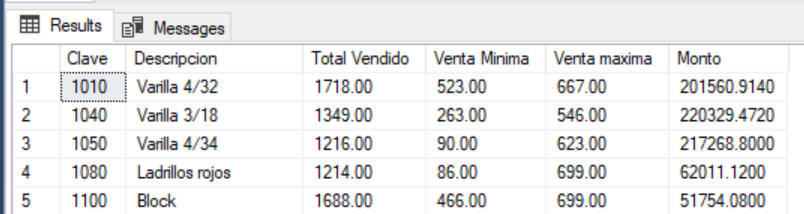 Results Messages
Clave Descripcion Total Vendido Venta Minima Venta maxima Monto
1 1010 Varilla 4/32 1718.00 523.00 667.00 201560.9140
2 1040 Varilla 3/18 1349.00 263.00 546.00 220329.4720
3 1050 Varilla 4/34 1216.00 90.00 623.00 217268.8000
4 1080 Ladrillos rojos 1214.00 86.00 699.00 62011.1200
5 1100 Block 1688.00 466.00 699.00 51754.0800